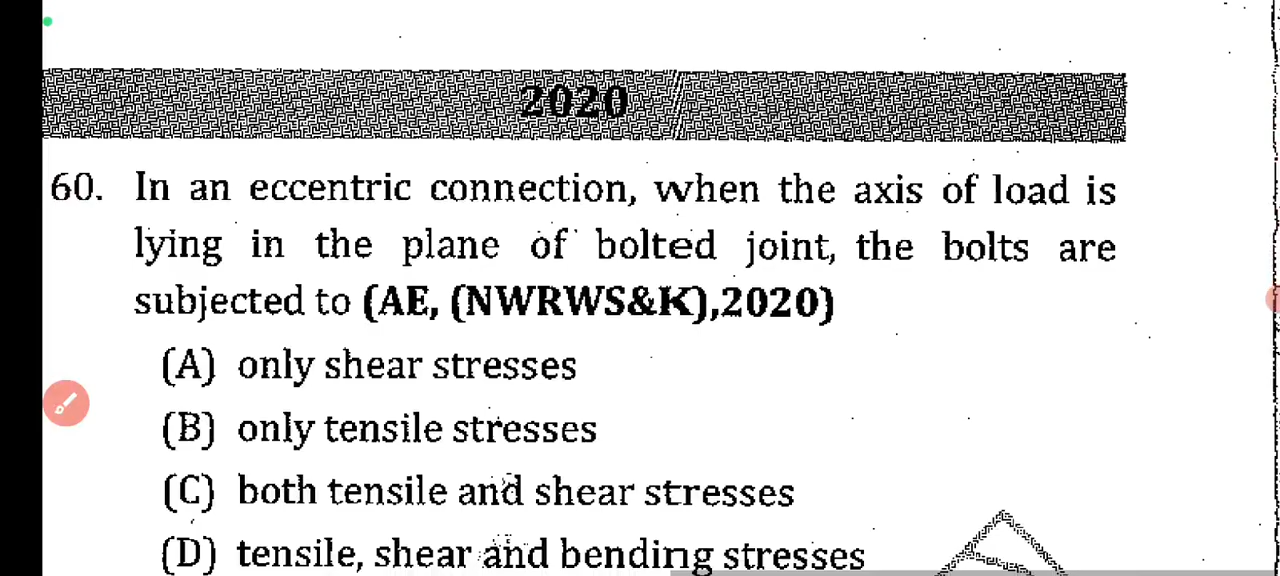 2020
60. In an eccentric connection, when the axis of load is
lying in the plane of bolted joint, the bolts are
subjected to (AE, (NWRWS&K),2020)
(A) only shear stresses
(B) only tensile stresses
(C) both tensile and shear stresses
(D) tensile, shear and bending stresses